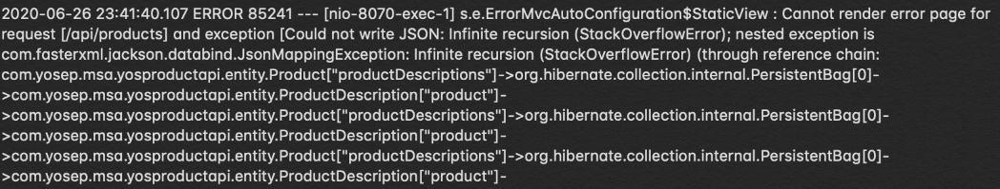 2020-06-26 23:41:40.107 ERROR 85241 --- [nio-8070-exec-1] s.e.ErrorMvcAutoConfiguration$StaticView : Cannot render error page for
request [/api/products] and exception [Could not write JSON: Infinite recursion (StackOverflowError); nested exception is
com.fasterxml.jackson.databind.JsonMappingException: Infinite recursion (StackOverflowError) (through reference chain:
com.yosep.msa.yosproductapi.entity.Product["productDescriptions"]->org.hibernate.collection.internal.PersistentBag[0]-
>com.yosep.msa.yosproductapi.entity.ProductDescription["product"]-
>com.yosep.msa.yosproductapi.entity.Product["productDescriptions"]->org.hibernate.collection.internal.PersistentBag[0]-
>com.yosep.msa.yosproductapi.entity.ProductDescription["product"]-
>com.yosep.msa.yosproductapi.entity.Product["productDescriptions"]->org.hibernate.collection.internal.PersistentBag[0]-
>com.yosep.msa.yosproductapi.entity.ProductDescription["product"]-